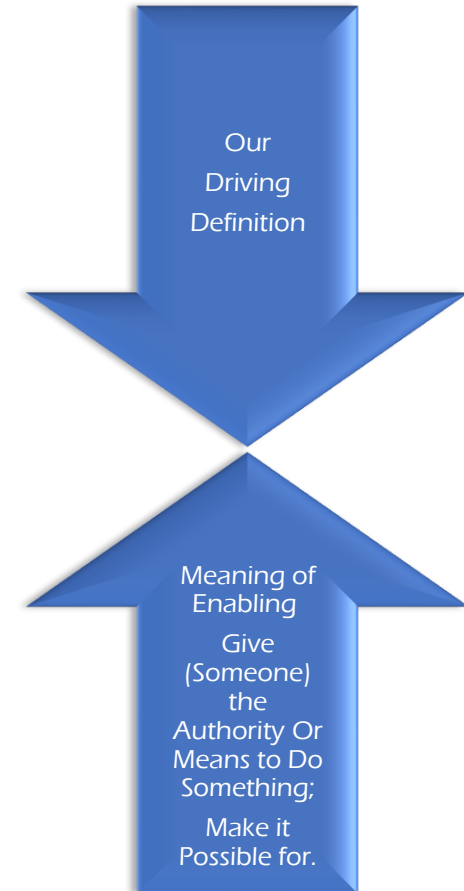 Our
Driving
Definition
Meaning of
Enabling
Give
(Someone)
the
Authority Or
Means to Do
Something;
Make it
Possible for.